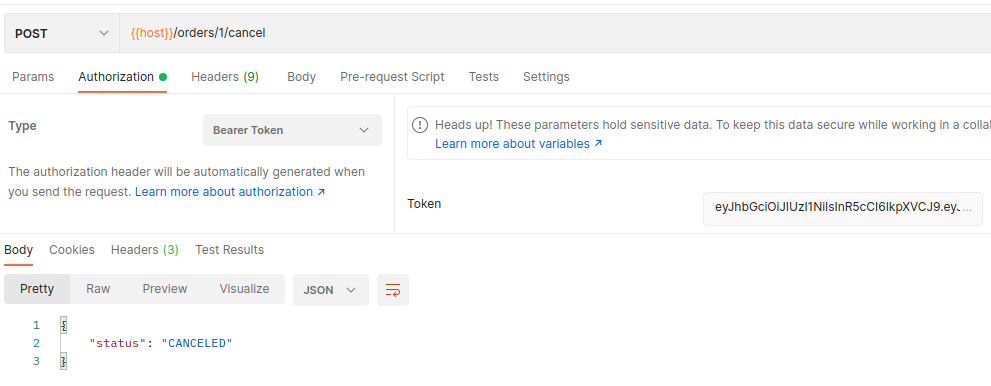 POST {{host}}/orders/1/cancel
Params Authorization Headers (9) Body Pre-request Script Tests Settings
Type Bearer Token
Heads up! These parameters hold sensitive data. To keep this data secure while working in a collab
Learn more about variables ↗
The authorization header will be automatically generated when
you send the request. Learn more about authorization ↗
Token eyJhbGciOiJIUzI1NiIsInR5cCI6IkpXVCJ9.ey. ...
Body Cookies Headers (3) Test Results
Pretty Raw Preview Visualize JSON
1 {
2 "status": "CANCELED"
3 }